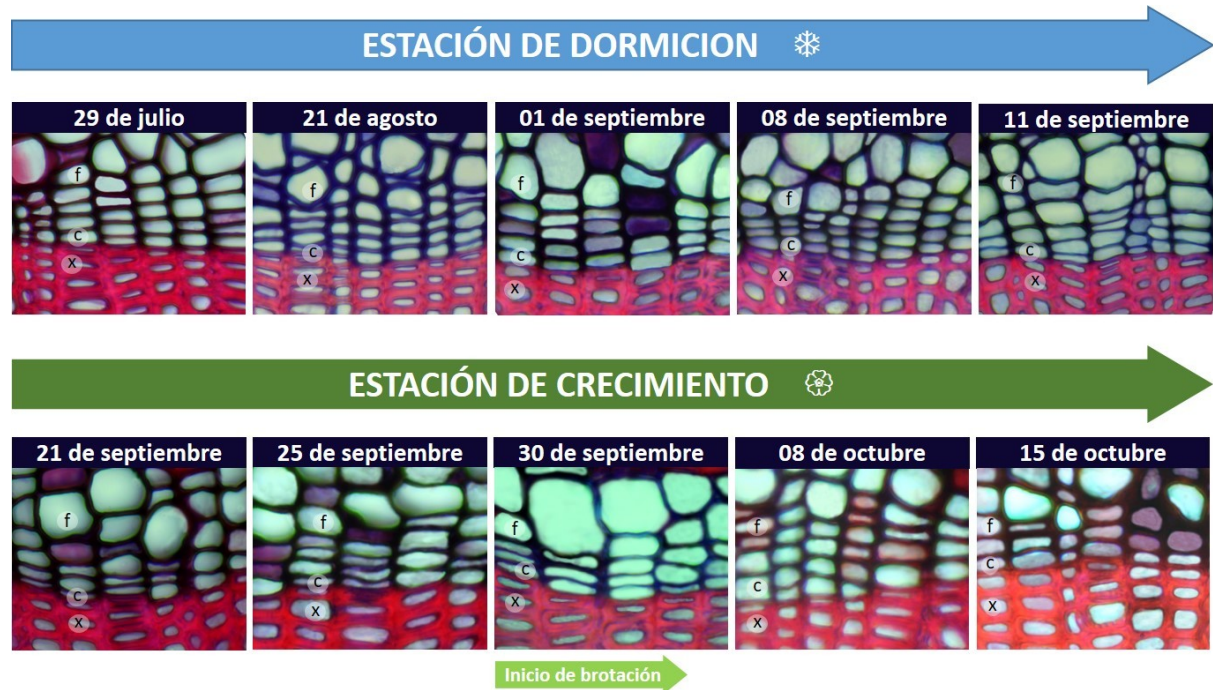 ESTACIÓN DE DORMICION
29 de julio
21 de agosto
01 de septiembre
08 de septiembre
11 de septiembre
f
c
x
f
c
x
f
c
x
f
c
x
f
c
x
ESTACIÓN DE CRECIMIENTO
21 de septiembre
25 de septiembre
30 de septiembre
08 de octubre
15 de octubre
f
c
x
f
c
x
f
c
x
f
c
x
f
c
x
Inicio de brotación